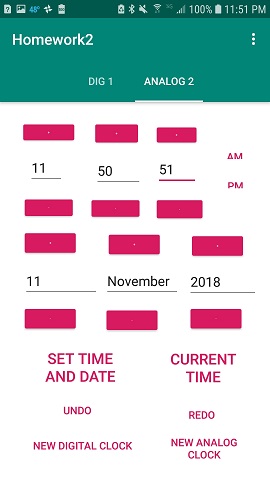 48° 100% 11:51 PM
Homework2
DIG 1 ANALOG 2
11 50 51 AM
PM
11 November 2018
SET TIME AND DATE
CURRENT TIME
UNDO REDO
NEW DIGITAL CLOCK
NEW ANALOG CLOCK